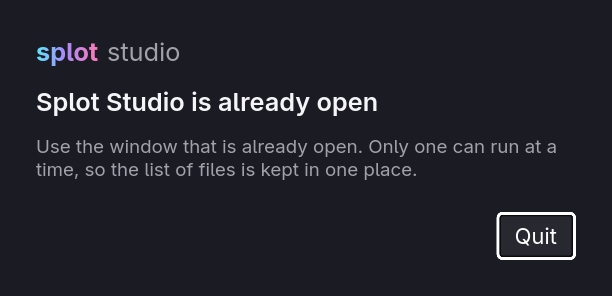 splot studio
Splot Studio is already open
Use the window that is already open. Only one can run at a
time, so the list of files is kept in one place.
Quit